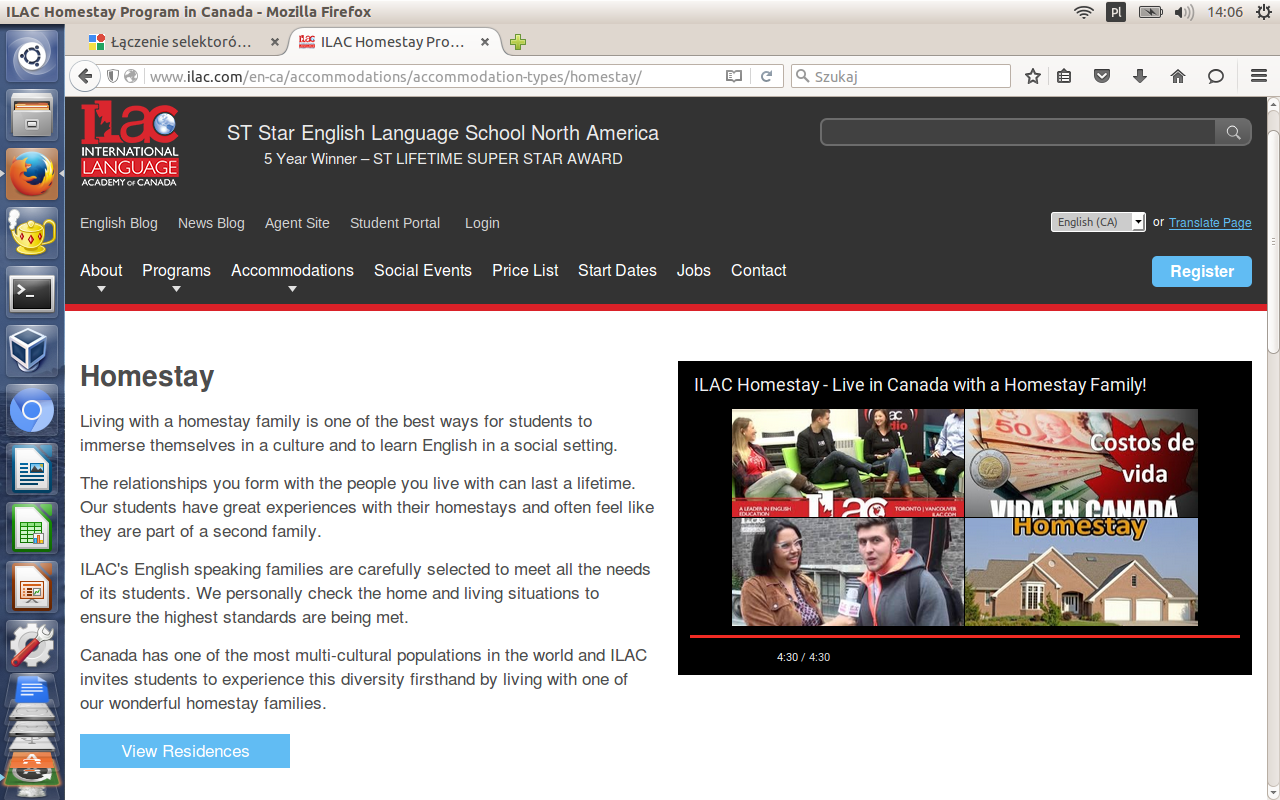 ILAC Homestay Program in Canada - Mozilla Firefox
Pl
14:06
Łączenie selektoró…
ILAC Homestay Pro…
www.ilac.com/en-ca/accommodations/accommodation-types/homestay/
Szukaj
ilac
INTERNATIONAL
LANGUAGE
ACADEMY OF CANADA
ST Star English Language School North America
5 Year Winner – ST LIFETIME SUPER STAR AWARD
English Blog News Blog Agent Site Student Portal Login
English (CA) or Translate Page
About Programs Accommodations Social Events Price List Start Dates Jobs Contact
Register
Homestay
Living with a homestay family is one of the best ways for students to
immerse themselves in a culture and to learn English in a social setting.
The relationships you form with the people you live with can last a lifetime.
Our students have great experiences with their homestays and often feel like
they are part of a second family.
ILAC's English speaking families are carefully selected to meet all the needs
of its students. We personally check the home and living situations to
ensure the highest standards are being met.
Canada has one of the most multi-cultural populations in the world and ILAC
invites students to experience this diversity firsthand by living with one of
our wonderful homestay families.
View Residences
ILAC Homestay - Live in Canada with a Homestay Family!
A LEADER IN ENGLISH
EDUCATION
TORONTO | VANCOUVER
ILAC.COM
50
Costos de
vida
VIDA EN CANADÁ
Homestay
4:30 / 4:30